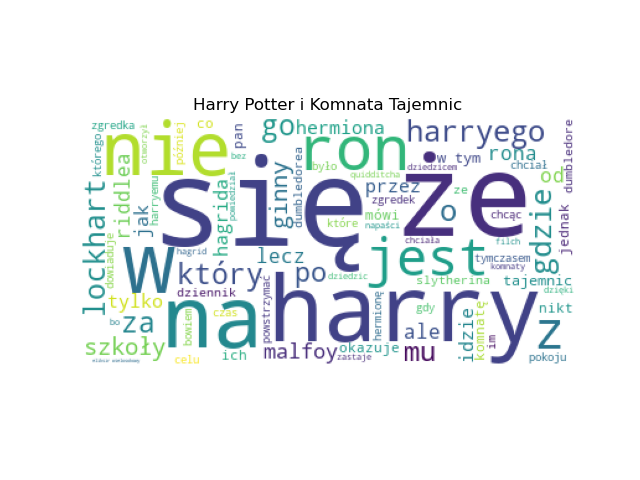 Harry Potter i Komnata Tajemnic
zgredka
co
go
hermiona
harryego
którego
otworzył
nie
później
bez
pan
ron
było
quidditcha
dziedzicem
w tym
rona
chciał
od
dumbledore
riddlea
jak
harryemu
hagrida
powiedział
ginny
dumbledorea
się
że
przez
zgredek
ze
mówi
które
napaści
o
chcąc
gdzie
jednak
lockhart
dowiaduje
w
hagrid
który
lecz
po
dziedzic
jest
chciała
filch
tymczasem
komnaty
slytherina
tajemnic
dzięki
dziennik
tylko
na
harry
powstrzymać
hermionę
gdy
nikt
z
za
bo
bowiem
czas
szkoły
celu
ich
malfoy
okazuje
zastaje
ale
mu
idzie
komnatę
im
pokoju